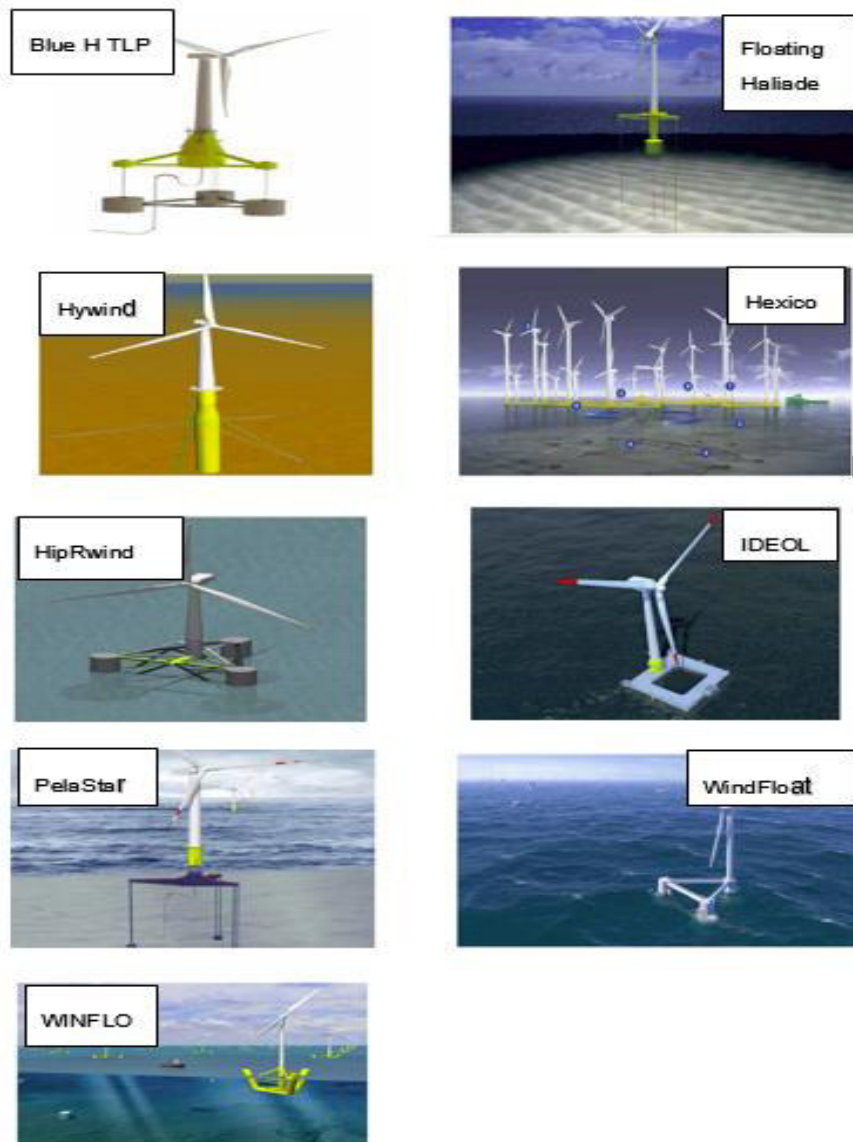 Blue H TLP
Floating
Haliade
Hywind
Hexico
HipRwind
IDEOL
PelaStar
WindFloat
WINFLO